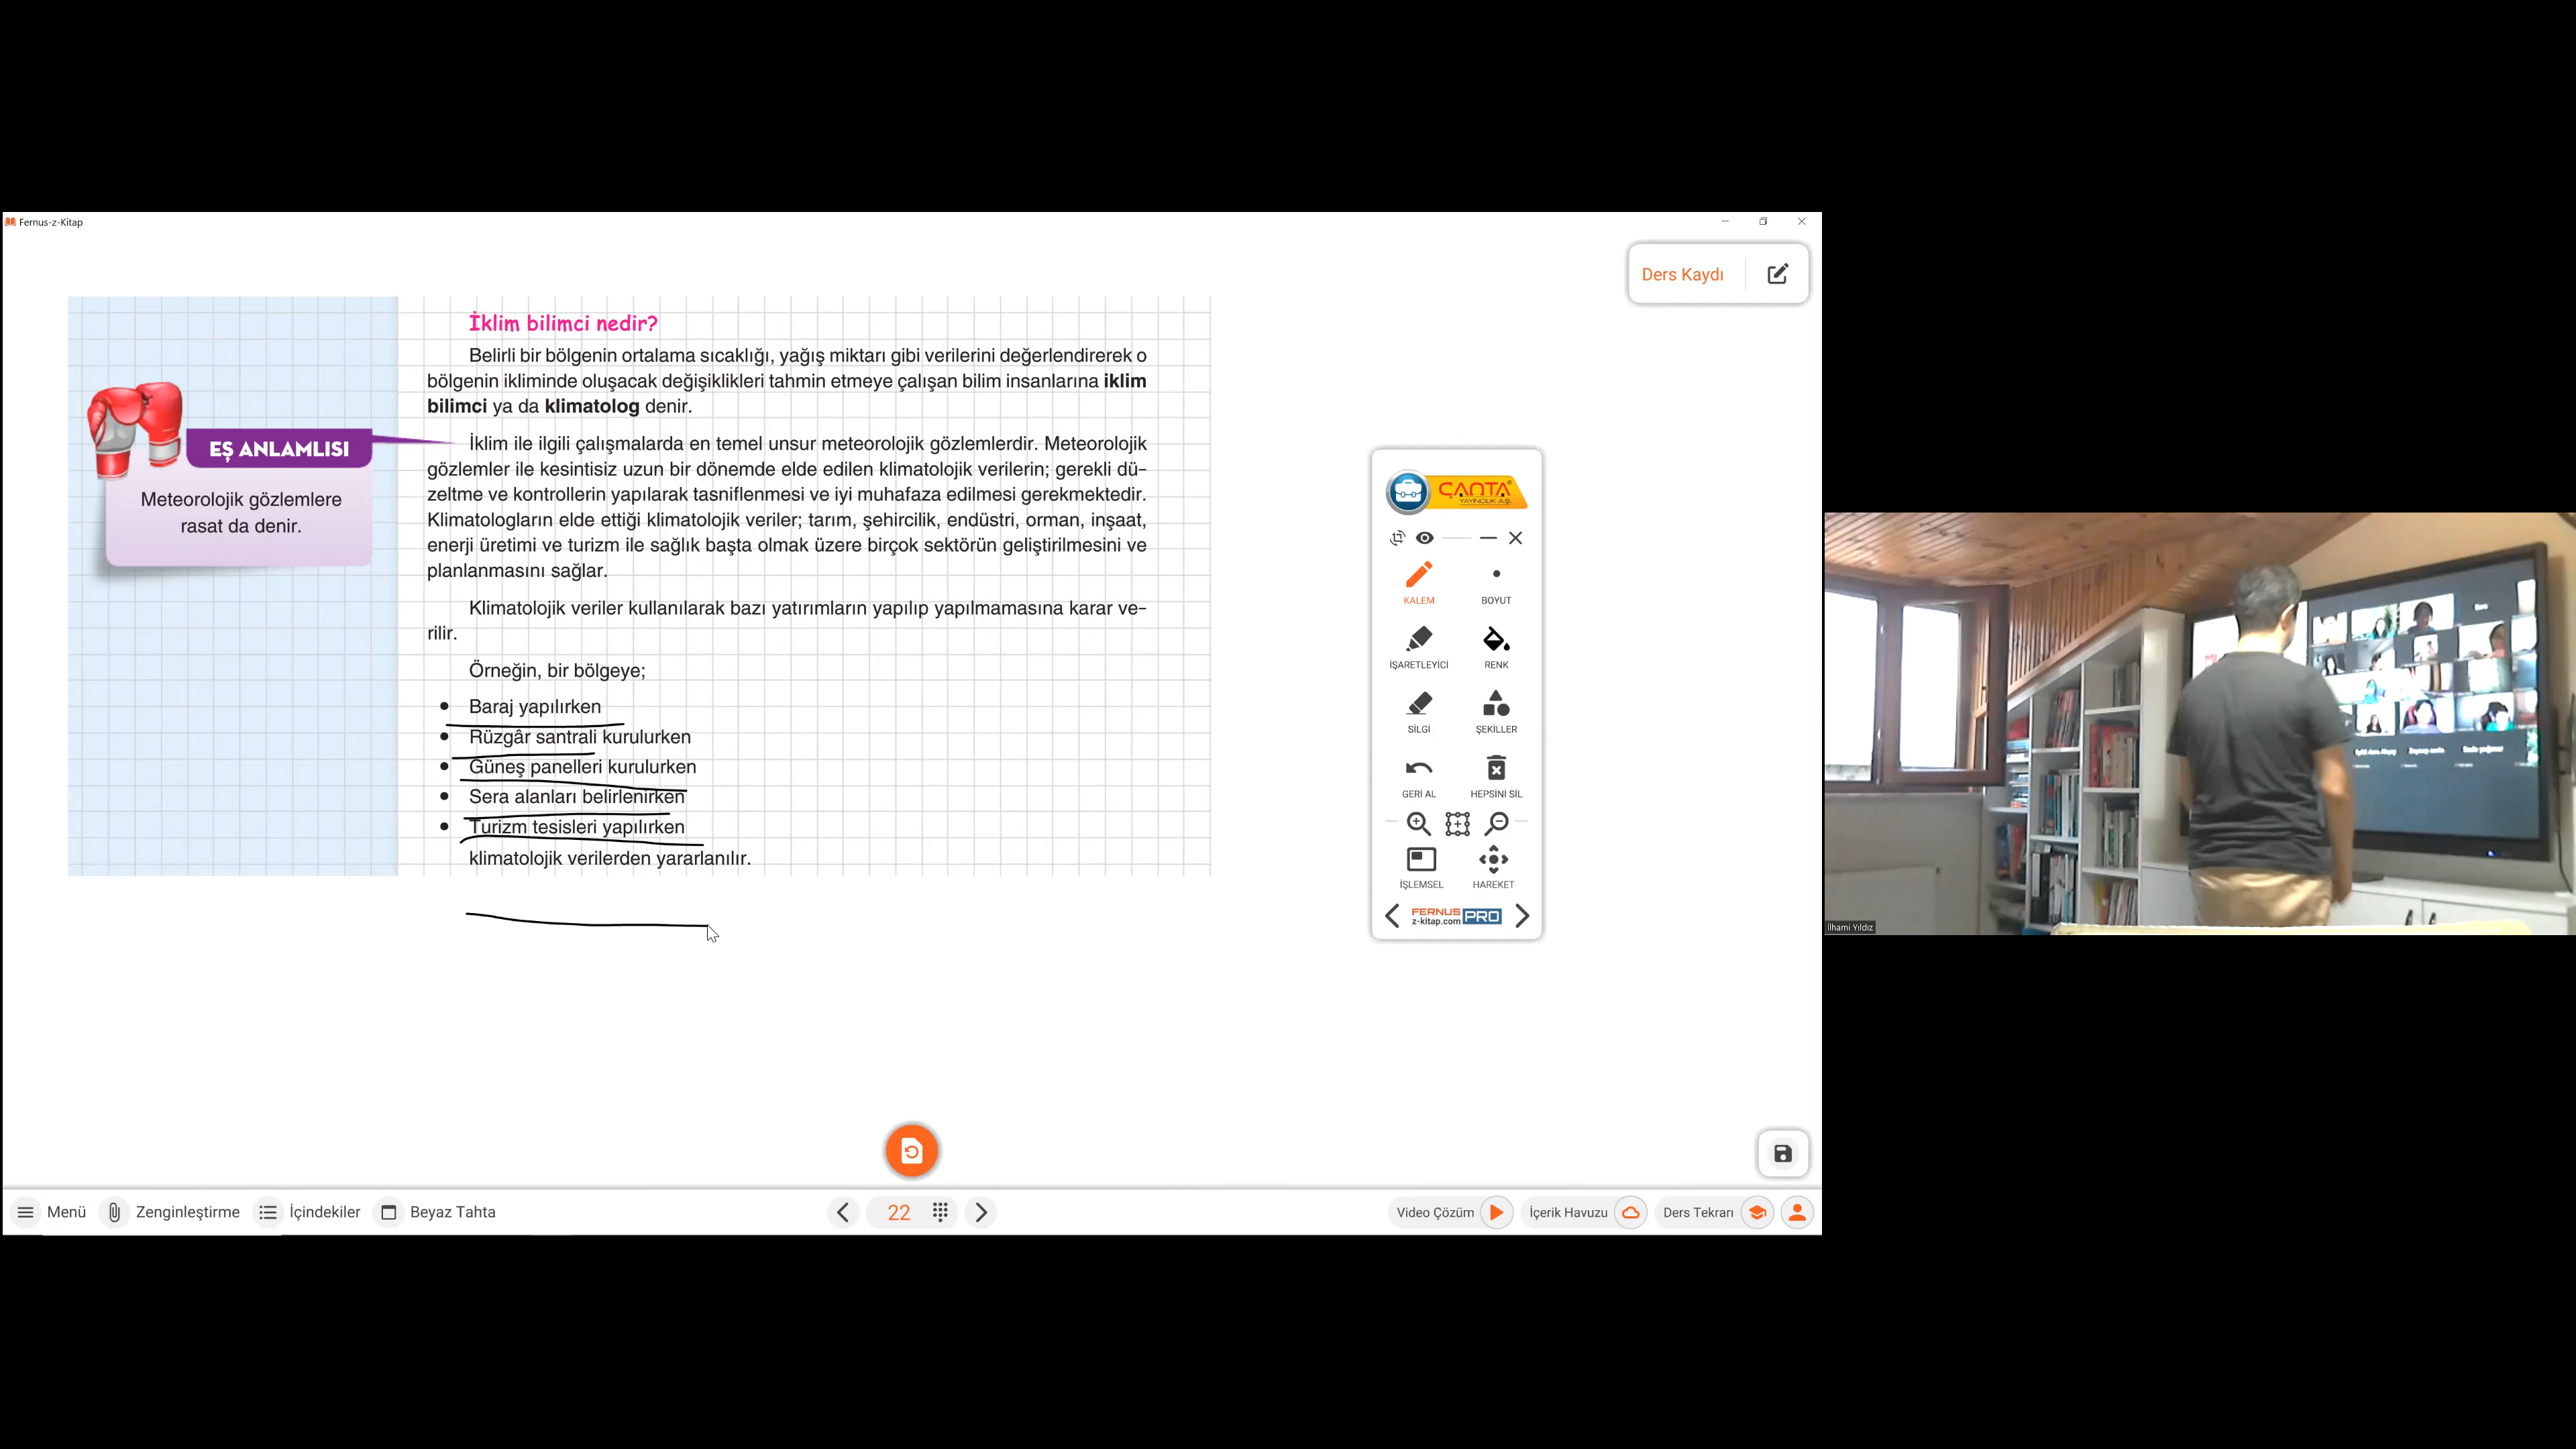 Fernus-z-Kitap
Ders Kaydı
İklim bilimci nedir?
Belirli bir bölgenin ortalama sıcaklığı, yağış miktarı gibi verilerini değerlendirerek o
bölgenin ikliminde oluşacak değişiklikleri tahmin etmeye çalışan bilim insanlarına iklim
bilimci ya da klimatolog denir.
EŞ ANLAMLISI
Meteorolojik gözlemlere
rasat da denir.
İklim ile ilgili çalışmalarda en temel unsur meteorolojik gözlemlerdir. Meteorolojik
gözlemler ile kesintisiz uzun bir dönemde elde edilen klimatolojik verilerin; gerekli dü-
zeltme ve kontrollerin yapılarak tasniflenmesi ve iyi muhafaza edilmesi gerekmektedir.
Klimatologların elde ettiği klimatolojik veriler; tarım, şehircilik, endüstri, orman, inşaat,
enerji üretimi ve turizm ile sağlık başta olmak üzere birçok sektörün geliştirilmesini ve
planlanmasını sağlar.
Klimatolojik veriler kullanılarak bazı yatırımların yapılıp yapılmamasına karar ve-
rilir.
Örneğin, bir bölgeye;
• Baraj yapılırken
• Rüzgâr santrali kurulurken
• Güneş panelleri kurulurken
• Sera alanları belirlenirken
• Turizm tesisleri yapılırken
klimatolojik verilerden yararlanılır.
ÇANTA
YAYINCILIK A.Ş.
KALEM BOYUT
İŞARETLEYİCİ RENK
SİLGİ ŞEKİLLER
GERİ AL HEPSİNİ SİL
İŞLEMSEL HAREKET
FERNUS
z-kitap.com PRO
İlhami Yıldız
Menü Zenginleştirme İçindekiler Beyaz Tahta 22 Video Çözüm İçerik Havuzu Ders Tekrarı